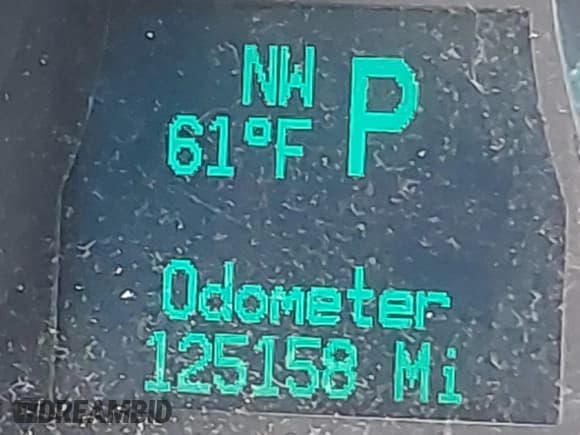 NW P
61°F
Odometer
125158 Mi
DREAMBID